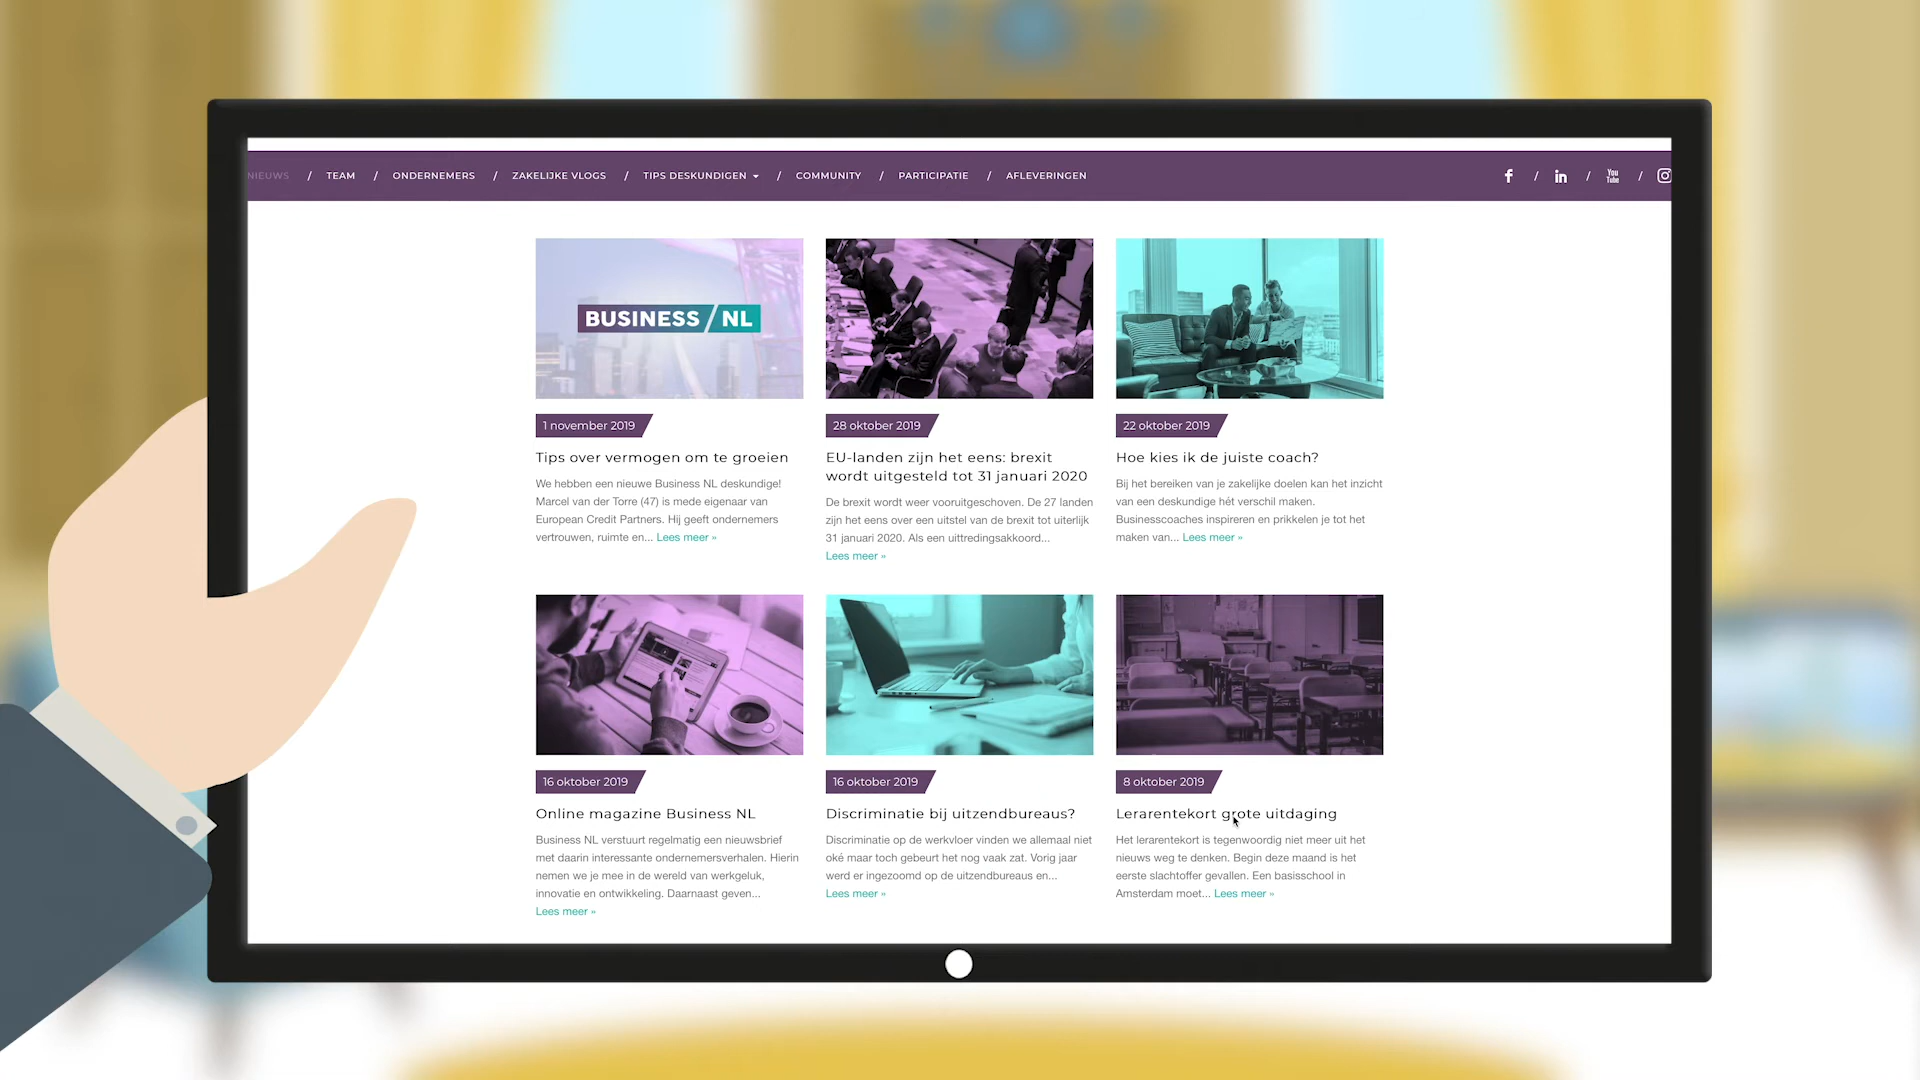 NIEUWS / TEAM / ONDERNEMERS / ZAKELIJKE VLOGS / TIPS DESKUNDIGEN / COMMUNITY / PARTICIPATIE / AFLEVERINGEN
f / in / You Tube /
BUSINESS / NL
1 november 2019
Tips over vermogen om te groeien
We hebben een nieuwe Business NL deskundige!
Marcel van der Torre (47) is mede eigenaar van
European Credit Partners. Hij geeft ondernemers
vertrouwen, ruimte en... Lees meer »
28 oktober 2019
EU-landen zijn het eens: brexit
wordt uitgesteld tot 31 januari 2020
De brexit wordt weer vooruitgeschoven. De 27 landen
zijn het eens over een uitstel van de brexit tot uiterlijk
31 januari 2020. Als een uittredingsakkoord...
Lees meer »
22 oktober 2019
Hoe kies ik de juiste coach?
Bij het bereiken van je zakelijke doelen kan het inzicht
van een deskundige hét verschil maken.
Businesscoaches inspireren en prikkelen je tot het
maken van... Lees meer »
16 oktober 2019
Online magazine Business NL
Business NL verstuurt regelmatig een nieuwsbrief
met daarin interessante ondernemersverhalen. Hierin
nemen we je mee in de wereld van werkgeluk,
innovatie en ontwikkeling. Daarnaast geven...
Lees meer »
16 oktober 2019
Discriminatie bij uitzendbureaus?
Discriminatie op de werkvloer vinden we allemaal niet
oké maar toch gebeurt het nog vaak zat. Vorig jaar
werd er ingezoomd op de uitzendbureaus en...
Lees meer »
8 oktober 2019
Lerarentekort grote uitdaging
Het lerarentekort is tegenwoordig niet meer uit het
nieuws weg te denken. Begin deze maand is het
eerste slachtoffer gevallen. Een basisschool in
Amsterdam moet... Lees meer »